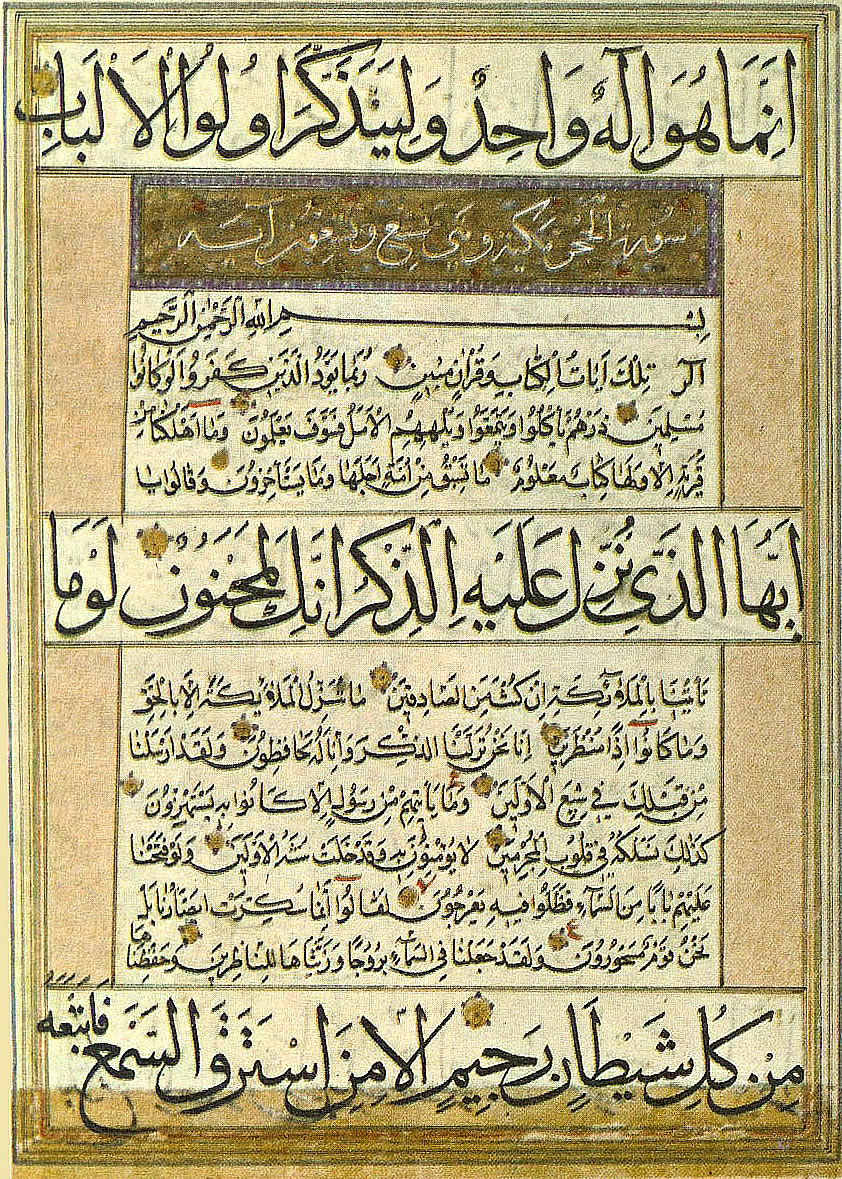 انما هو اله واحد وليذكر اولوا الالباب
سورة الحجر مكية وهي تسع وتسعون آية
بسم الله الرحمن الرحيم
الر تلك ايات الكتاب وقران مبين ربما يود الذين كفروا لو كانوا
مسلمين ذرهم ياكلوا ويتمتعوا ويلههم الامل فسوف يعلمون وما اهلكنا من
قرية الا ولها كتاب معلوم ما تسبق من امة اجلها وما يستأخرون وقالوا يا
ايها الذي نزل عليه الذكر انك لمجنون لو ما
تأتينا بالملائكة ان كنت من الصادقين ما ننزل الملائكة الا بالحق
وما كانوا اذا منظرين انا نحن نزلنا الذكر وانا له لحافظون ولقد ارسلنا
من قبلك في شيع الاولين وما يأتيهم من رسول الا كانوا به يستهزؤن
كذلك نسلكه في قلوب المجرمين لا يؤمنون به وقد خلت سنة الاولين ولو فتحنا
عليهم بابا من السماء فظلوا فيه يعرجون لقالوا انما سكرت ابصارنا بل
نحن قوم مسحورون ولقد جعلنا في السماء بروجا وزيناها للناظرين وحفظناها
من كل شيطان رجيم الا من استرق السمع فاتبعه